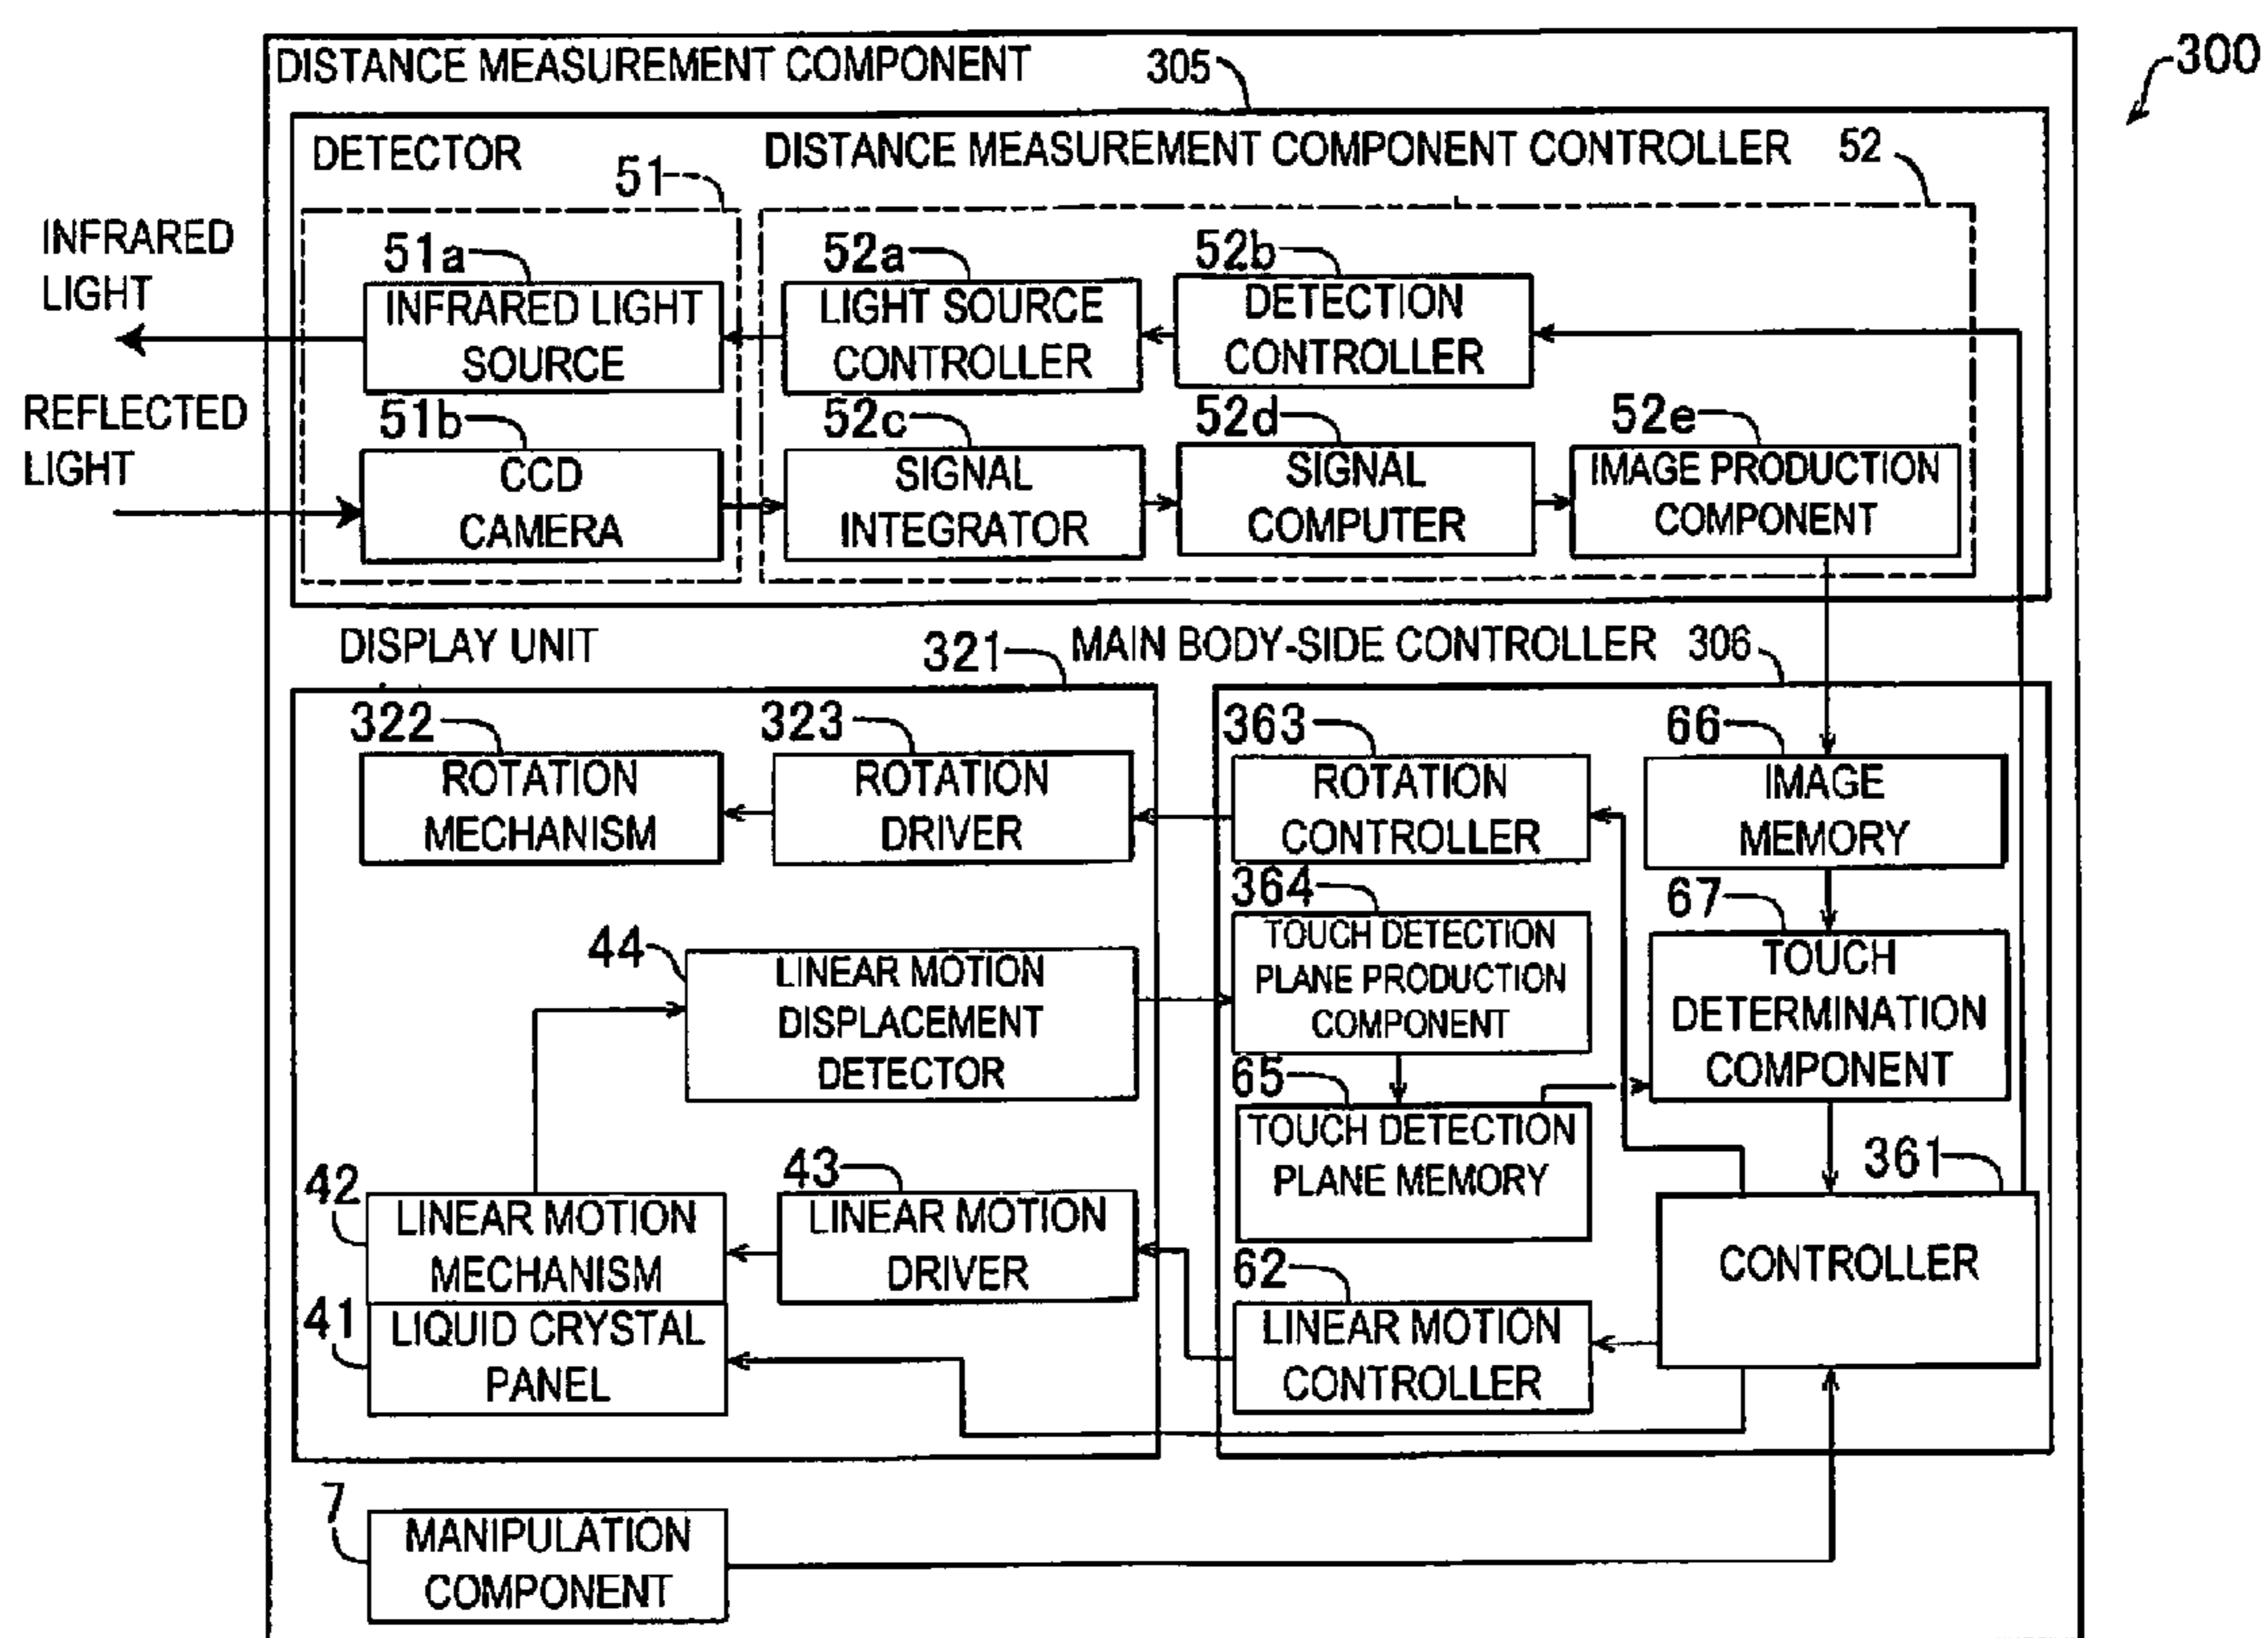 DISTANCE MEASUREMENT COMPONENT
305
300
DETECTOR
DISTANCE MEASUREMENT COMPONENT CONTROLLER
52
51
INFRARED
LIGHT
51a
INFRARED LIGHT
SOURCE
52a
LIGHT SOURCE
CONTROLLER
52b
DETECTION
CONTROLLER
REFLECTED
LIGHT
51b
CCD
CAMERA
52c
SIGNAL
INTEGRATOR
52d
SIGNAL
COMPUTER
52e
IMAGE PRODUCTION
COMPONENT
DISPLAY UNIT
321
MAIN BODY-SIDE CONTROLLER
306
322
ROTATION
MECHANISM
323
ROTATION
DRIVER
363
ROTATION
CONTROLLER
66
IMAGE
MEMORY
44
LINEAR MOTION
DISPLACEMENT
DETECTOR
364
TOUCH DETECTION
PLANE PRODUCTION
COMPONENT
67
TOUCH
DETERMINATION
COMPONENT
65
TOUCH DETECTION
PLANE MEMORY
42
LINEAR MOTION
MECHANISM
43
LINEAR MOTION
DRIVER
361
CONTROLLER
41
LIQUID CRYSTAL
PANEL
62
LINEAR MOTION
CONTROLLER
7
MANIPULATION
COMPONENT